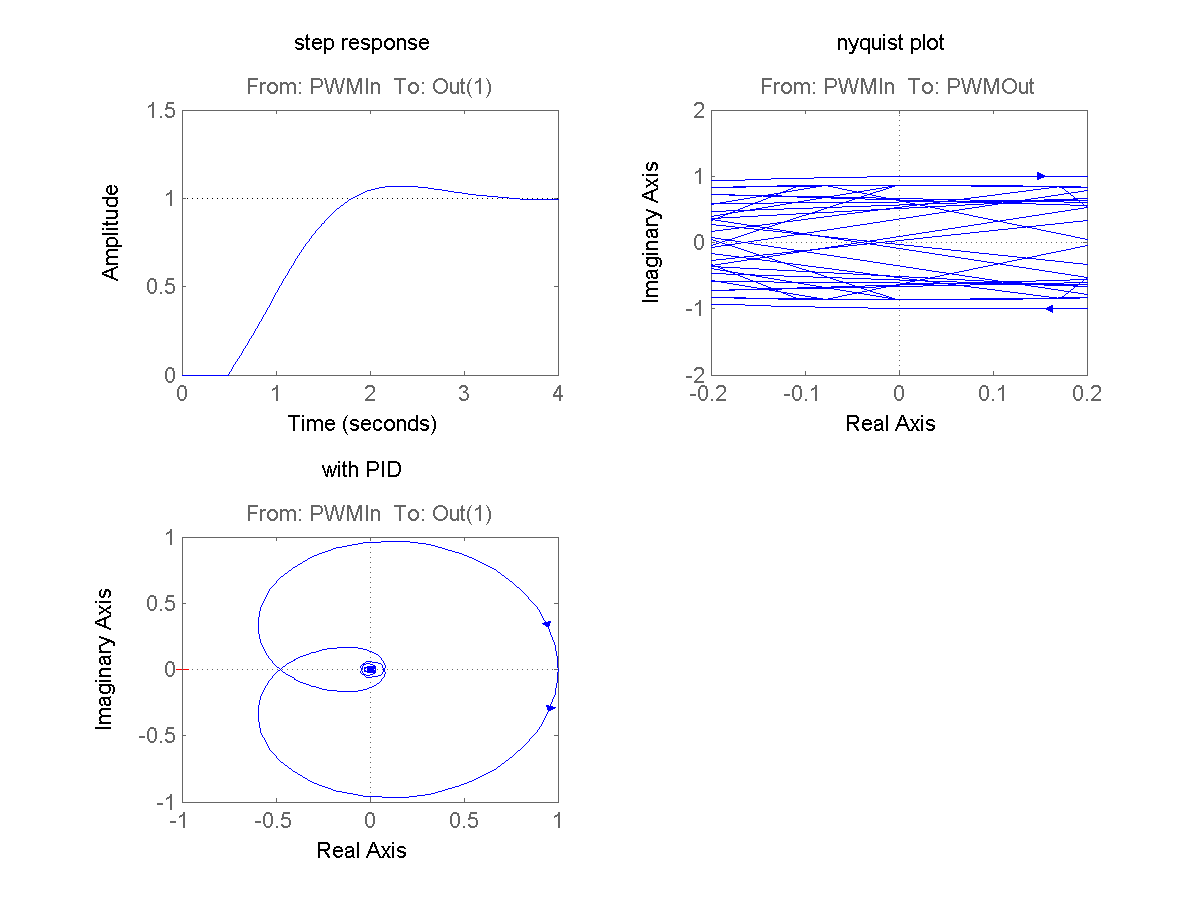 step response
From: PWMIn  To: Out(1)
1.5
1
0.5
0
Amplitude
0
1
2
3
4
Time (seconds)
nyquist plot
From: PWMIn  To: PWMOut
2
1
0
-1
-2
Imaginary Axis
-0.2
-0.1
0
0.1
0.2
Real Axis
with PID
From: PWMIn  To: Out(1)
1
0.5
0
-0.5
-1
Imaginary Axis
-1
-0.5
0
0.5
1
Real Axis